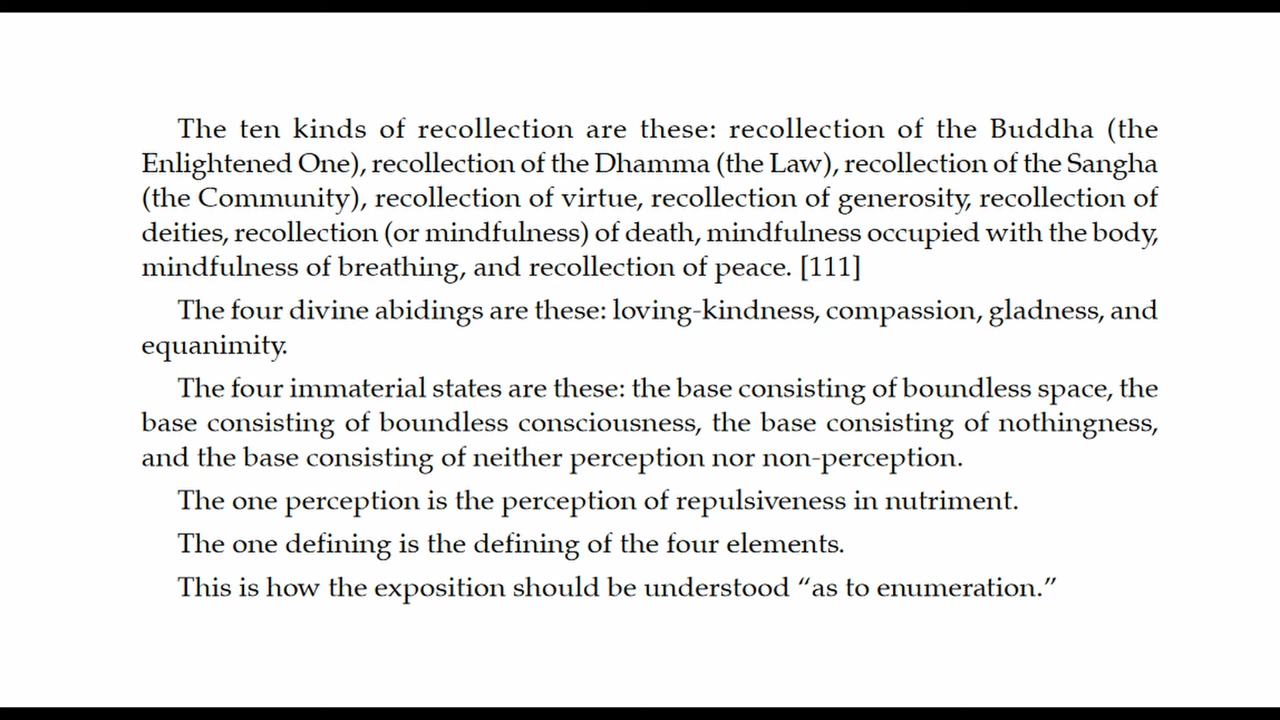 The ten kinds of recollection are these: recollection of the Buddha (the
Enlightened One), recollection of the Dhamma (the Law), recollection of the Sangha
(the Community), recollection of virtue, recollection of generosity, recollection of
deities, recollection (or mindfulness) of death, mindfulness occupied with the body,
mindfulness of breathing, and recollection of peace. [111]
The four divine abidings are these: loving-kindness, compassion, gladness, and
equanimity.
The four immaterial states are these: the base consisting of boundless space, the
base consisting of boundless consciousness, the base consisting of nothingness,
and the base consisting of neither perception nor non-perception.
The one perception is the perception of repulsiveness in nutriment.
The one defining is the defining of the four elements.
This is how the exposition should be understood “as to enumeration.”